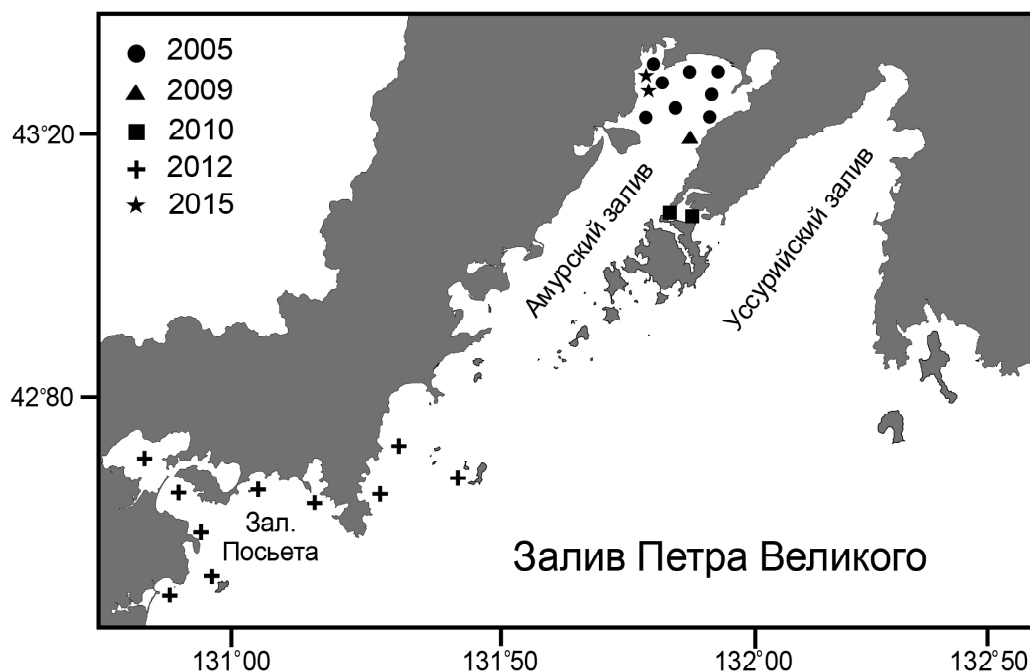 2005
2009
2010
2012
2015
43°20
42°80
Амурский залив
Уссурийский залив
Зал.
Посьета
Залив Петра Великого
131°00
131°50
132°00
132°50